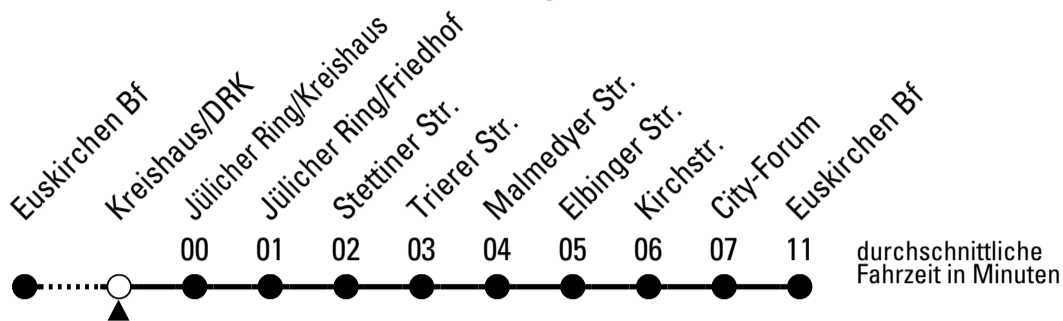 Euskirchen Bf
Kreishaus/DRK
Jülicher Ring/Kreishaus
Jülicher Ring/Friedhof
Stettiner Str.
Trierer Str.
Malmedyer Str.
Elbinger Str.
Kirchstr.
City-Forum
Euskirchen Bf
00 01 02 03 04 05 06 07 11
durchschnittliche
Fahrzeit in Minuten